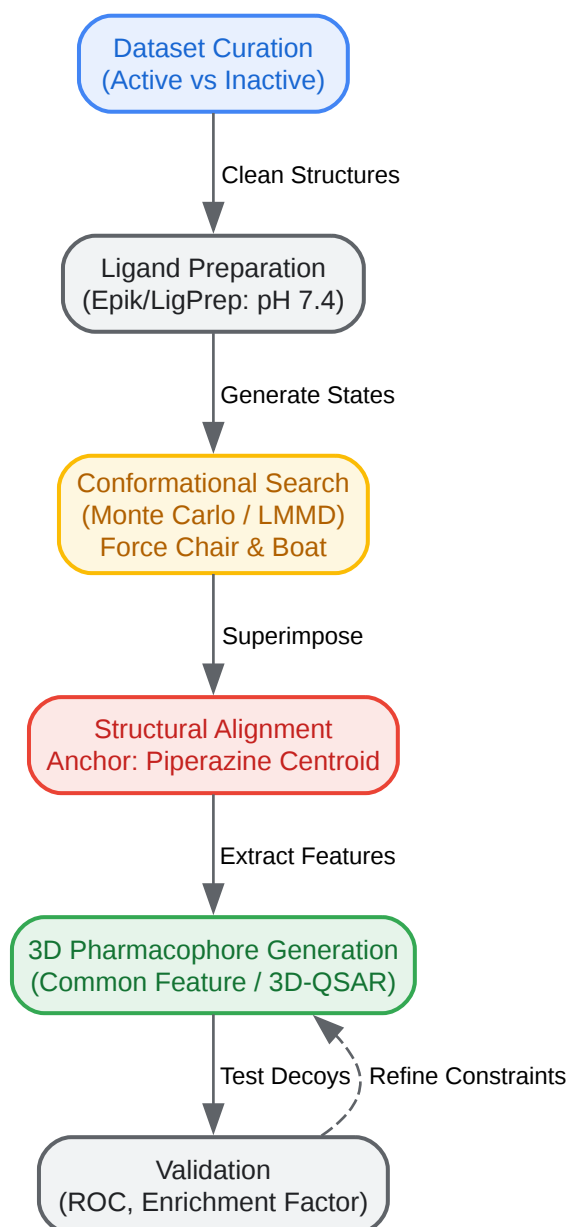 Dataset Curation
(Active vs Inactive)
Clean Structures
Ligand Preparation
(Epik/LigPrep: pH 7.4)
Generate States
Conformational Search
(Monte Carlo / LMMD)
Force Chair & Boat
Superimpose
Structural Alignment
Anchor: Piperazine Centroid
Extract Features
3D Pharmacophore Generation
(Common Feature / 3D-QSAR)
Test Decoys
Refine Constraints
Validation
(ROC, Enrichment Factor)